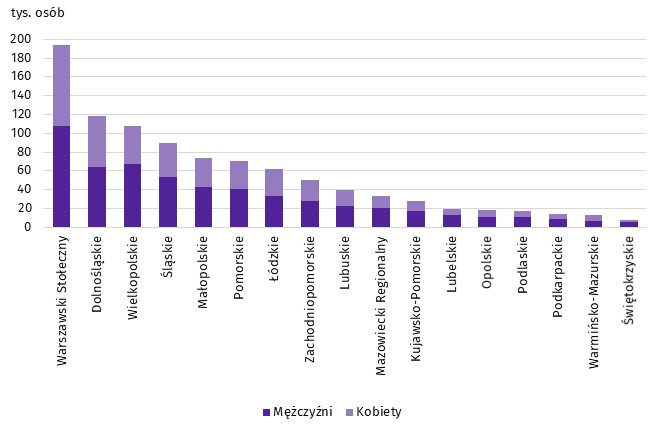 tys. osób
200
180
160
140
120
100
80
60
40
20
0
Warszawski Stołeczny
Dolnośląskie
Wielkopolskie
Śląskie
Małopolskie
Pomorskie
Łódzkie
Zachodniopomorskie
Lubuskie
Mazowiecki Regionalny
Kujawsko-Pomorskie
Lubelskie
Opolskie
Podlaskie
Podkarpackie
Warmińsko-Mazurskie
Świętokrzyskie
Mężczyźni Kobiety